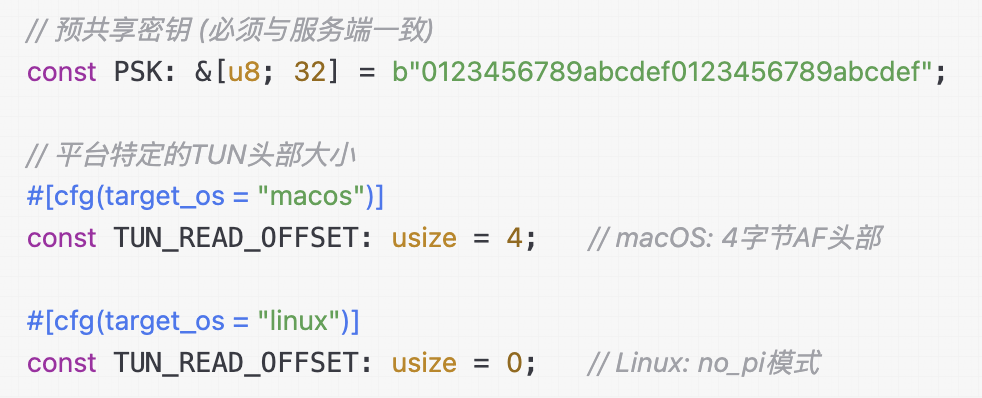 // 预共享密钥 (必须与服务端一致)
const PSK: &[u8; 32] = b"0123456789abcdef0123456789abcdef";
// 平台特定的TUN头部大小
#[cfg(target_os = "macos")]
const TUN_READ_OFFSET: usize = 4;   // macOS: 4字节AF头部
#[cfg(target_os = "linux")]
const TUN_READ_OFFSET: usize = 0;   // Linux: no_pi模式